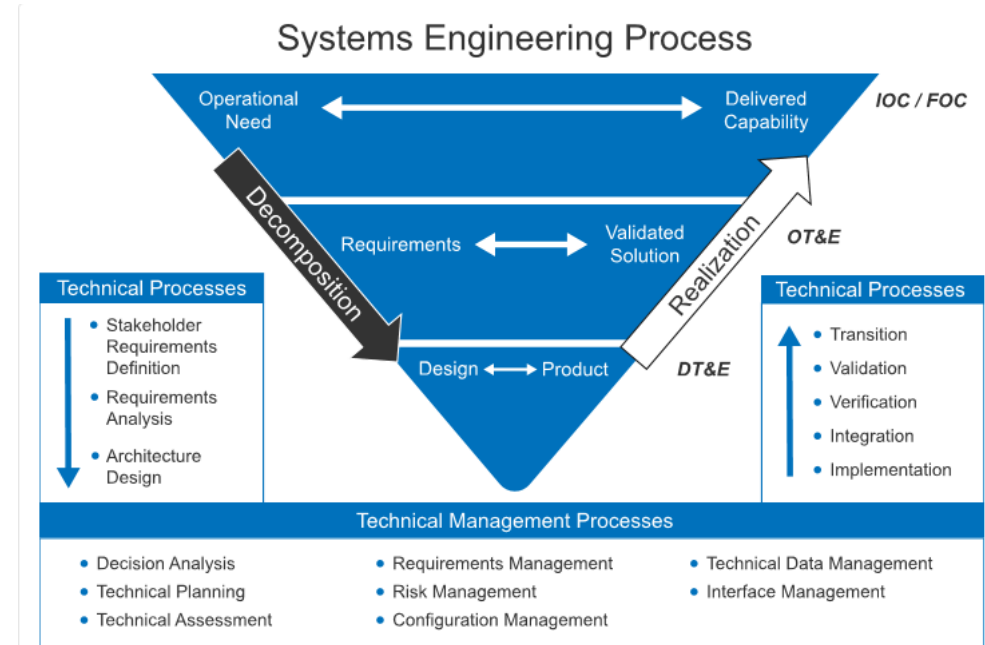 Systems Engineering Process
Operational
Need
Delivered
Capability
IOC / FOC
Decomposition
Realization
Requirements
Validated
Solution
OT&E
Design
Product
DT&E
Technical Processes
Stakeholder
Requirements
Definition
Requirements
Analysis
Architecture
Design
Technical Processes
Transition
Validation
Verification
Integration
Implementation
Technical Management Processes
Decision Analysis
Technical Planning
Technical Assessment
Requirements Management
Risk Management
Configuration Management
Technical Data Management
Interface Management